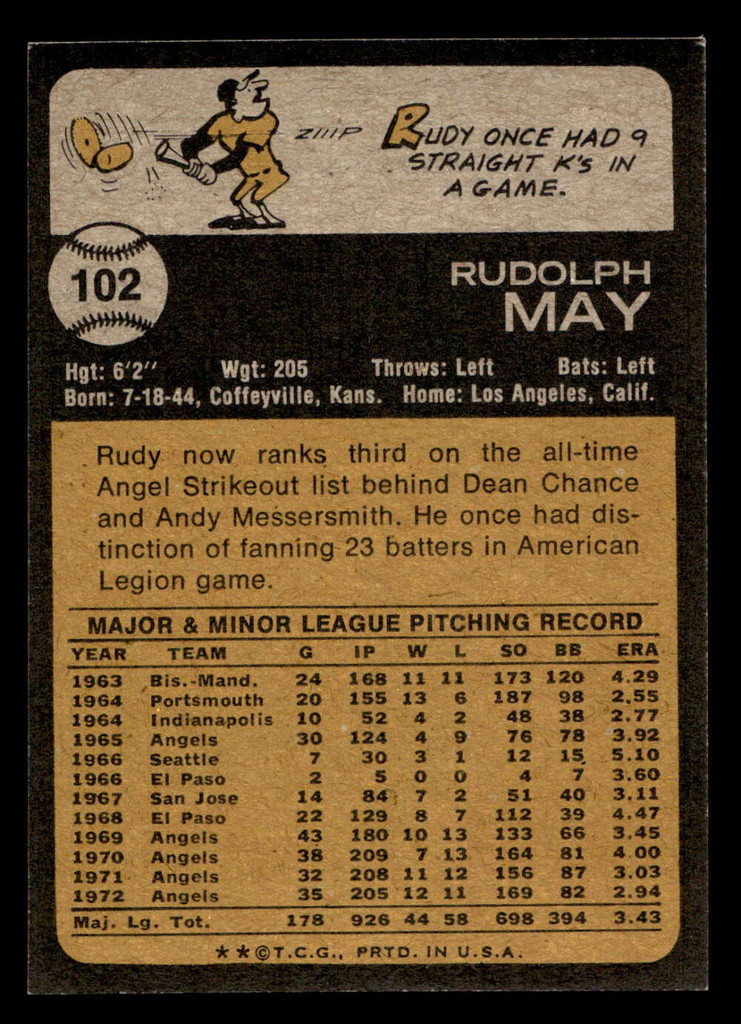 ZIIIP
RUDY ONCE HAD 9
STRAIGHT K's IN
A GAME.
102
RUDOLPH
MAY
Hgt: 6'2" Wgt: 205 Throws: Left Bats: Left
Born: 7-18-44, Coffeyville, Kans. Home: Los Angeles, Calif.
Rudy now ranks third on the all-time
Angel Strikeout list behind Dean Chance
and Andy Messersmith. He once had dis-
tinction of fanning 23 batters in American
Legion game.
MAJOR & MINOR LEAGUE PITCHING RECORD
YEAR TEAM G IP W L SO BB ERA
1963 Bis.-Mand. 24 168 11 11 173 120 4.29
1964 Portsmouth 20 155 13 6 187 98 2.55
1964 Indianapolis 10 52 4 2 48 38 2.77
1965 Angels 30 124 4 9 76 78 3.92
1966 Seattle 7 30 3 1 12 15 5.10
1966 El Paso 2 5 0 0 4 7 3.60
1967 San Jose 14 84 7 2 51 40 3.11
1968 El Paso 22 129 8 7 112 39 4.47
1969 Angels 43 180 10 13 133 66 3.45
1970 Angels 38 209 7 13 164 81 4.00
1971 Angels 32 208 11 12 156 87 3.03
1972 Angels 35 205 12 11 169 82 2.94
Maj. Lg. Tot. 178 926 44 58 698 394 3.43
★★©T.C.G., PRTD. IN U.S.A.